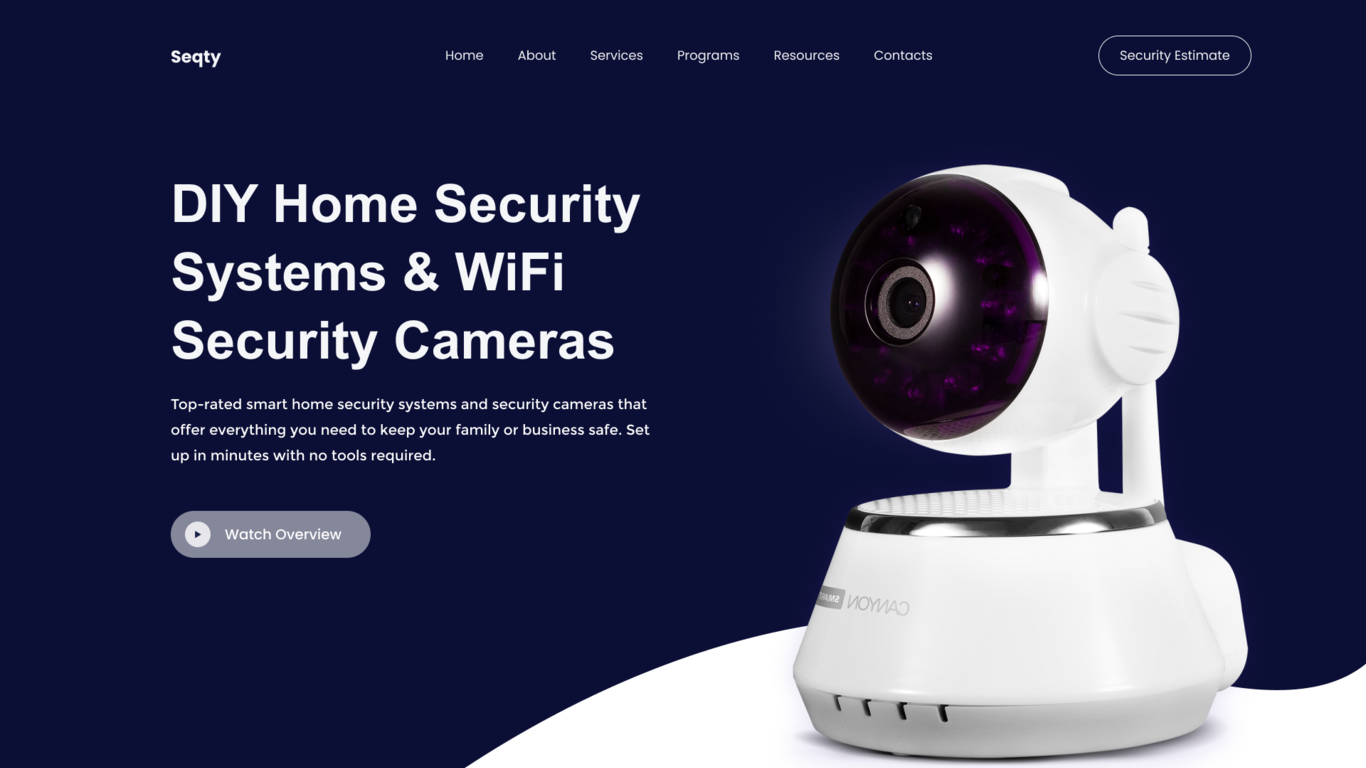 Seqty
Home
About
Services
Programs
Resources
Contacts
Security Estimate
DIY Home Security
Systems & WiFi
Security Cameras
Top-rated smart home security systems and security cameras that
offer everything you need to keep your family or business safe. Set
up in minutes with no tools required.
Watch Overview
CANYON